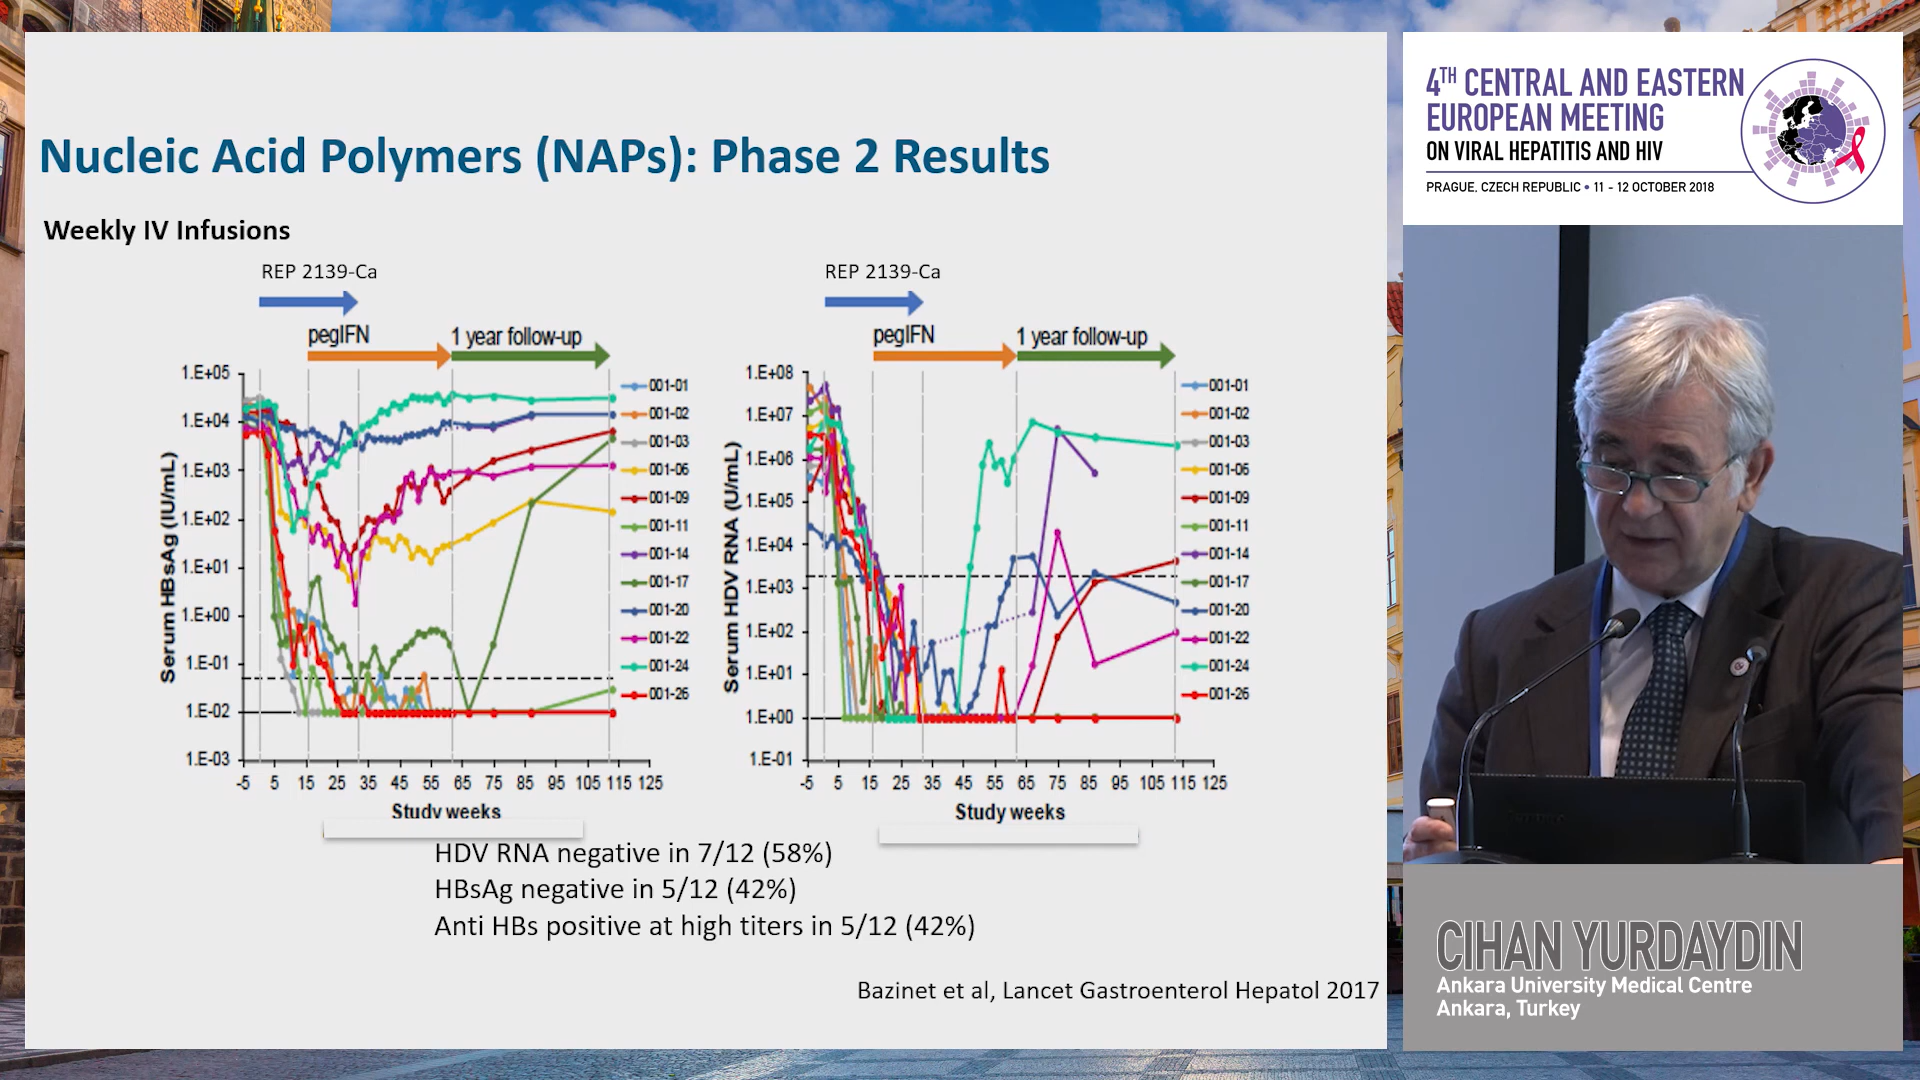 Nucleic Acid Polymers (NAPs): Phase 2 Results
Weekly IV Infusions
REP 2139-Ca
pegIFN
1 year follow-up
1.E+05
1.E+04
1.E+03
1.E+02
1.E+01
1.E+00
1.E-01
1.E-02
1.E-03
Serum HBsAg (IU/mL)
-5 5 15 25 35 45 55 65 75 85 95 105 115 125
Study weeks
001-01
001-02
001-03
001-06
001-09
001-11
001-14
001-17
001-20
001-22
001-24
001-26
REP 2139-Ca
pegIFN
1 year follow-up
1.E+08
1.E+07
1.E+06
1.E+05
1.E+04
1.E+03
1.E+02
1.E+01
1.E+00
1.E-01
Serum HDV RNA (U/mL)
-5 5 15 25 35 45 55 65 75 85 95 105 115 125
Study weeks
001-01
001-02
001-03
001-06
001-09
001-11
001-14
001-17
001-20
001-22
001-24
001-26
HDV RNA negative in 7/12 (58%)
HBsAg negative in 5/12 (42%)
Anti HBs positive at high titers in 5/12 (42%)
Bazinet et al, Lancet Gastroenterol Hepatol 2017
4TH CENTRAL AND EASTERN
EUROPEAN MEETING
ON VIRAL HEPATITIS AND HIV
PRAGUE, CZECH REPUBLIC • 11 - 12 OCTOBER 2018
CIHAN YURDAYDIN
Ankara University Medical Centre
Ankara, Turkey